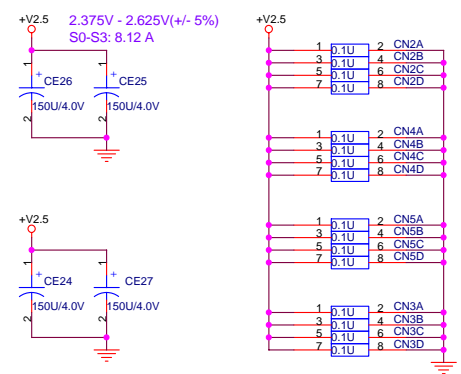 +V2.5
2.375V - 2.625V(+/- 5%)
S0-S3: 8.12 A
1
+
CE26
150U/4.0V
2
1
+
CE25
150U/4.0V
2
+V2.5
1
+
CE24
150U/4.0V
2
1
+
CE27
150U/4.0V
2
+V2.5
1 0.1U 2 CN2A
3 0.1U 4 CN2B
5 0.1U 6 CN2C
7 0.1U 8 CN2D
1 0.1U 2 CN4A
3 0.1U 4 CN4B
5 0.1U 6 CN4C
7 0.1U 8 CN4D
1 0.1U 2 CN5A
3 0.1U 4 CN5B
5 0.1U 6 CN5C
7 0.1U 8 CN5D
1 0.1U 2 CN3A
3 0.1U 4 CN3B
5 0.1U 6 CN3C
7 0.1U 8 CN3D